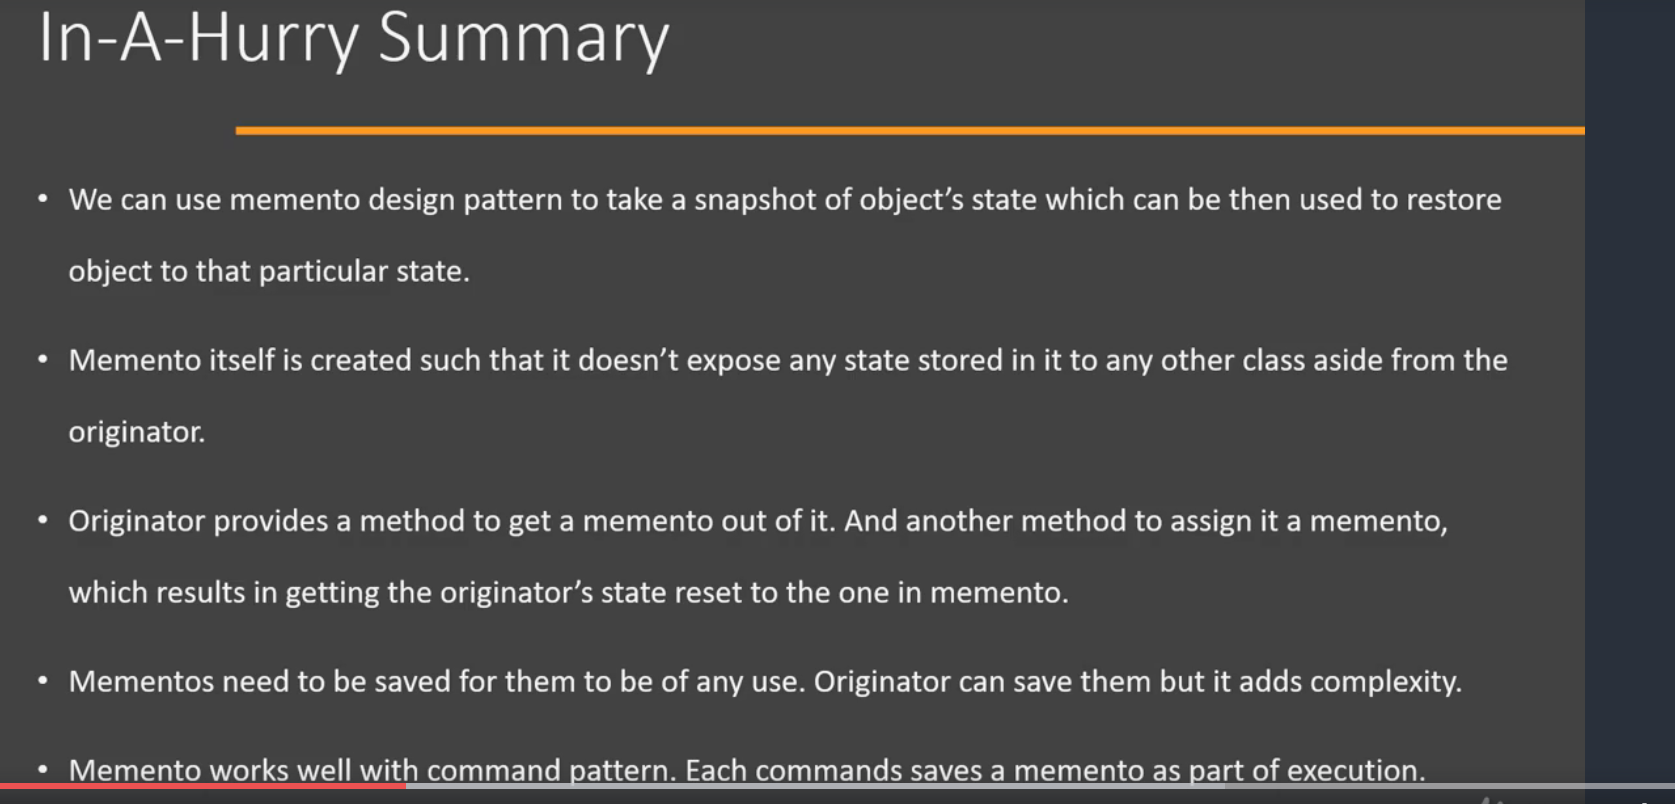 In-A-Hurry Summary
• We can use memento design pattern to take a snapshot of object’s state which can be then used to restore
object to that particular state.
• Memento itself is created such that it doesn’t expose any state stored in it to any other class aside from the
originator.
• Originator provides a method to get a memento out of it. And another method to assign it a memento,
which results in getting the originator’s state reset to the one in memento.
• Mementos need to be saved for them to be of any use. Originator can save them but it adds complexity.
• Memento works well with command pattern. Each commands saves a memento as part of execution.